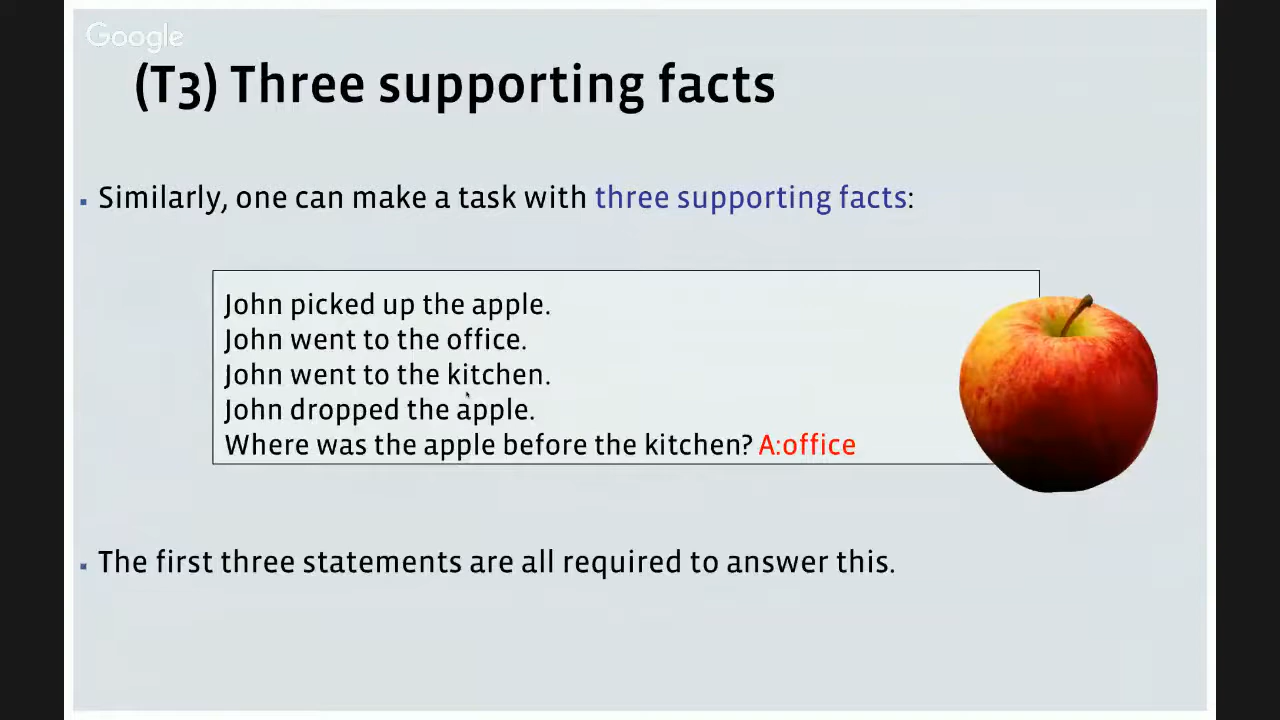 Google
(T3) Three supporting facts
▪ Similarly, one can make a task with three supporting facts:
John picked up the apple.
John went to the office.
John went to the kitchen.
John dropped the apple.
Where was the apple before the kitchen? A:office
▪ The first three statements are all required to answer this.